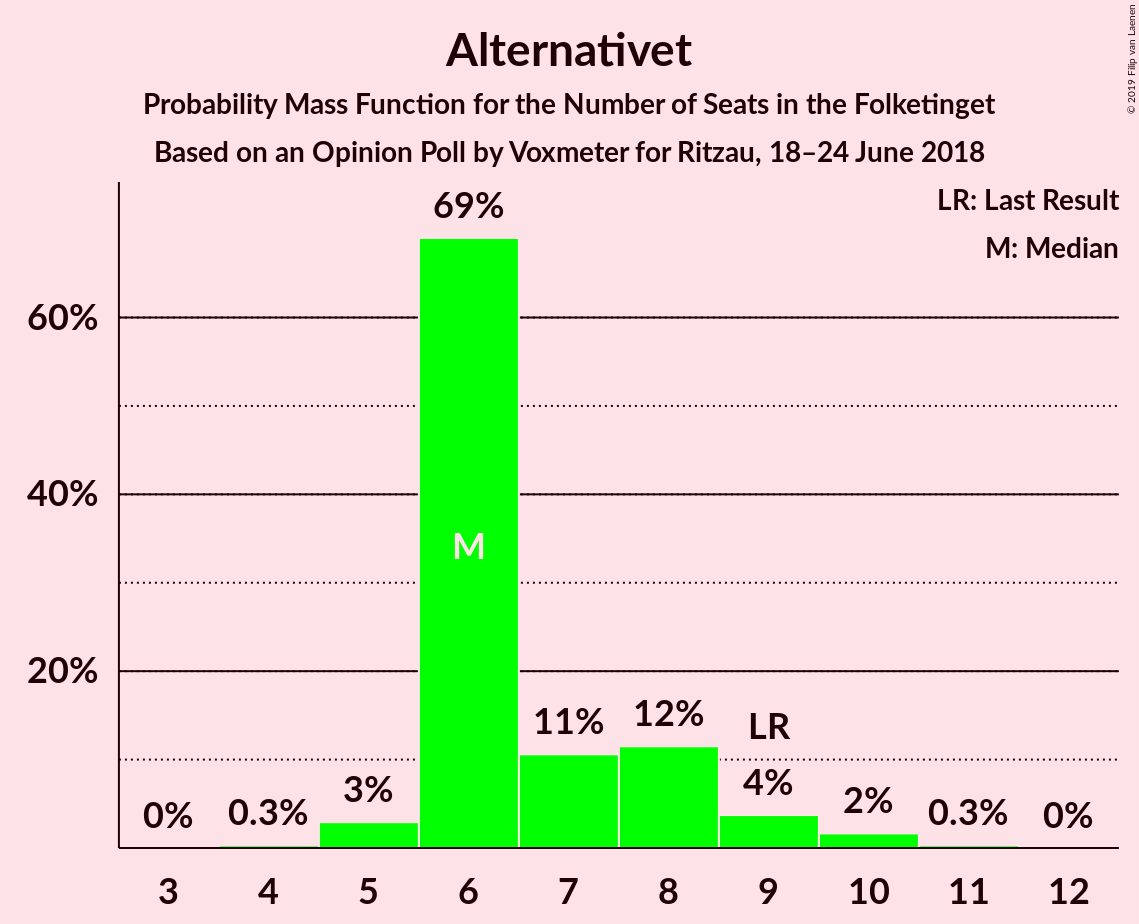 Alternativet
Probability Mass Function for the Number of Seats in the Folketinget
Based on an Opinion Poll by Voxmeter for Ritzau, 18–24 June 2018
© 2019 Filip van Laenen
LR: Last Result
M: Median
60%
40%
20%
0%
0.3%
3%
69%
M
11%
12%
LR
4%
2%
0.3%
0%
3 4 5 6 7 8 9 10 11 12